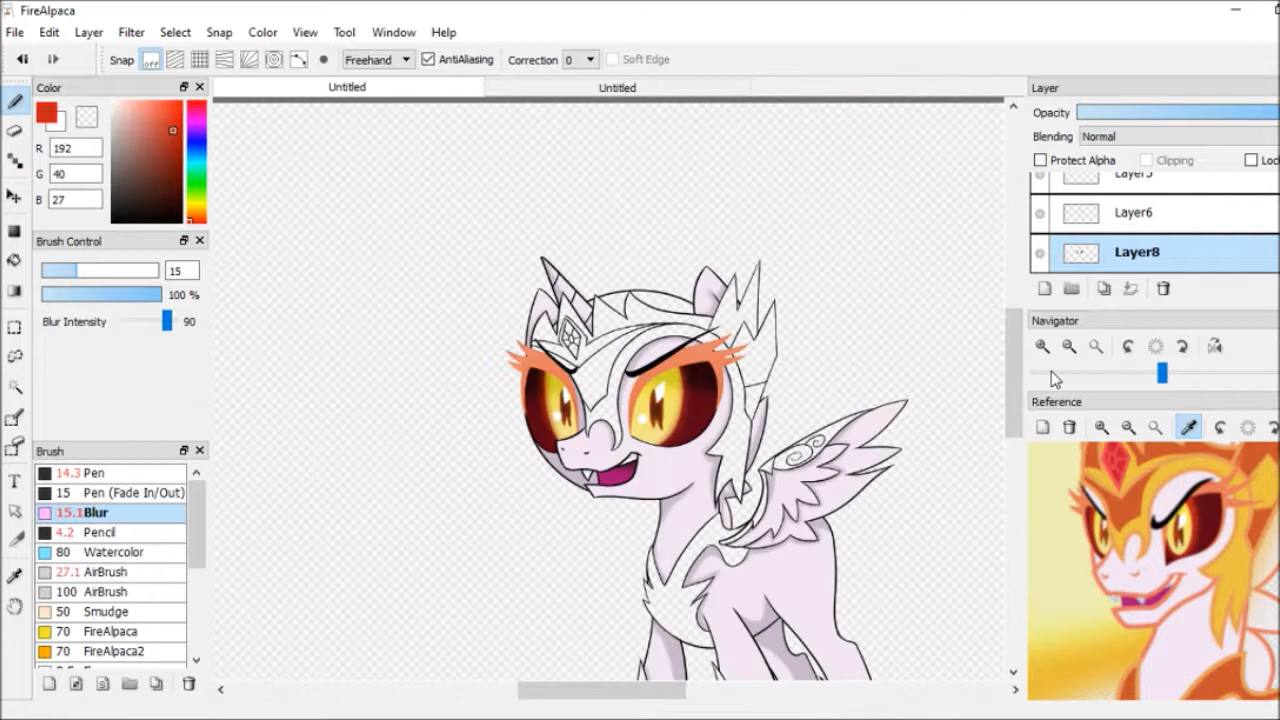 FireAlpaca
File Edit Layer Filter Select Snap Color View Tool Window Help
Snap off Freehand AntiAliasing Correction 0 Soft Edge
Color
Untitled
Untitled
Layer
Opacity
Blending Normal
Protect Alpha Clipping Loc
R 192
G 40
B 27
Layer5
Layer6
Layer8
Brush Control
15
100 %
Blur Intensity 90
Navigator
Reference
Brush
14.3 Pen
15 Pen (Fade In/Out)
15.1 Blur
4.2 Pencil
80 Watercolor
27.1 AirBrush
100 AirBrush
50 Smudge
70 FireAlpaca
70 FireAlpaca2